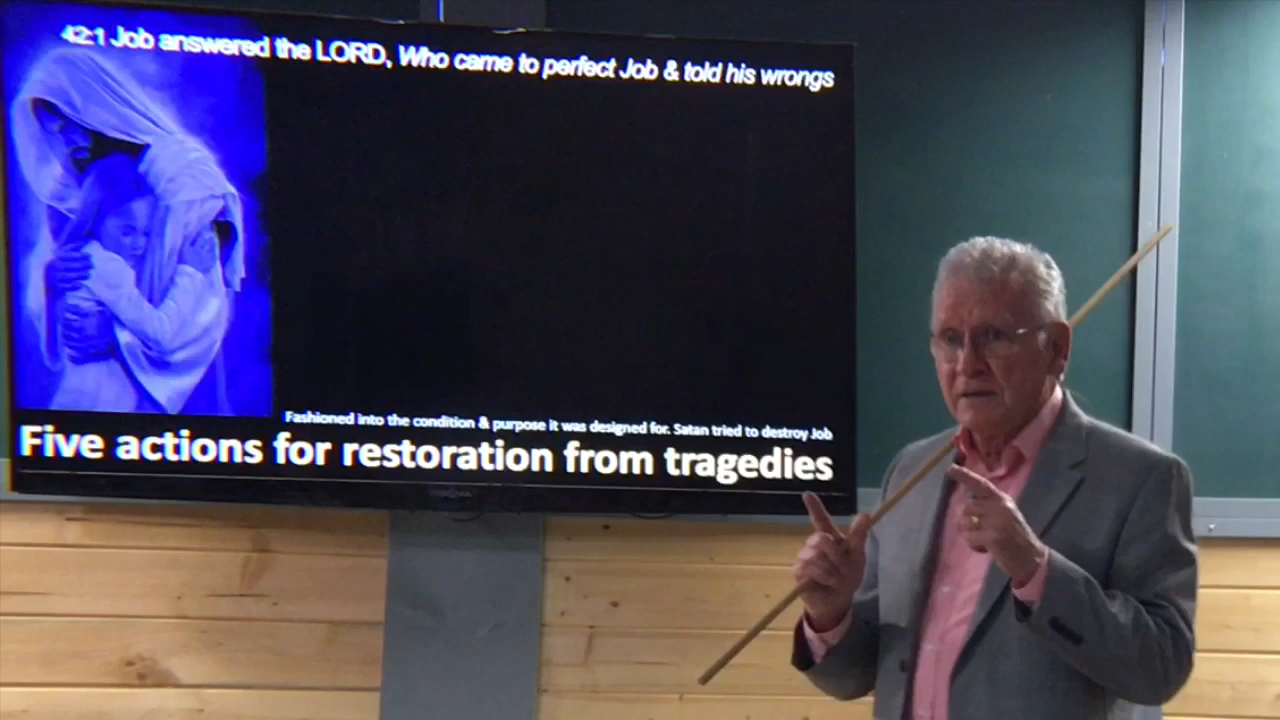 42:1 Job answered the LORD, Who came to perfect Job & told his wrongs
Fashioned into the condition & purpose it was designed for. Satan tried to destroy Job
Five actions for restoration from tragedies